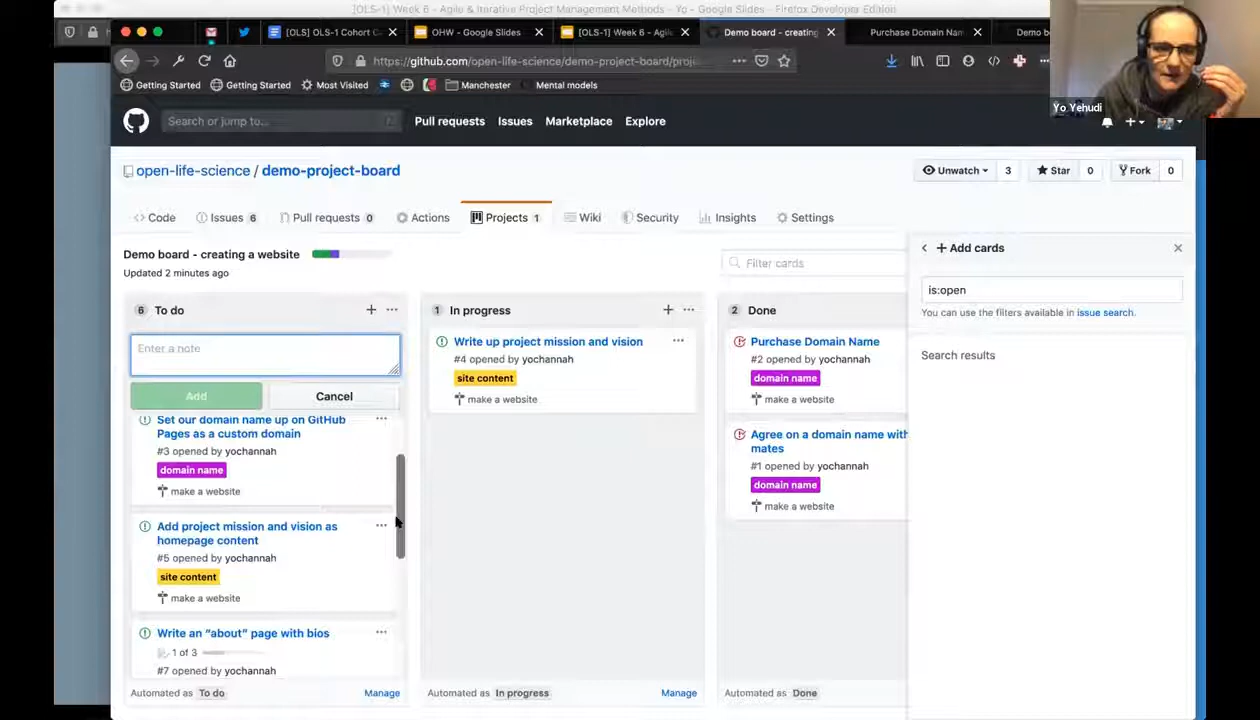 [OLS-1] Week 6 - Agile & Iterative Project Management Methods - Yo - Google Slides - Firefox Developer Edition
[OLS] OLS-1 Cohort C
OHW - Google Slides
[OLS-1] Week 6 - Agile
Demo board - creating
Purchase Domain Nam
Demo bo
https://github.com/open-life-science/demo-project-board/proje
Getting Started
Getting Started
Most Visited
Manchester
Mental models
Yo Yehudi
Search or jump to...
/
Pull requests
Issues
Marketplace
Explore
open-life-science / demo-project-board
Unwatch
3
Star
0
Fork
0
Code
Issues 6
Pull requests 0
Actions
Projects 1
Wiki
Security
Insights
Settings
Demo board - creating a website
Updated 2 minutes ago
Filter cards
+ Add cards
is:open
You can use the filters available in issue search.
Search results
6 To do
Enter a note
Add
Cancel
Set our domain name up on GitHub
Pages as a custom domain
#3 opened by yochannah
domain name
make a website
Add project mission and vision as
homepage content
#5 opened by yochannah
site content
make a website
Write an "about" page with bios
1 of 3
#7 opened by yochannah
Automated as To do
Manage
1 In progress
Write up project mission and vision
#4 opened by yochannah
site content
make a website
Automated as In progress
Manage
2 Done
Purchase Domain Name
#2 opened by yochannah
domain name
make a website
Agree on a domain name with
mates
#1 opened by yochannah
domain name
make a website
Automated as Done